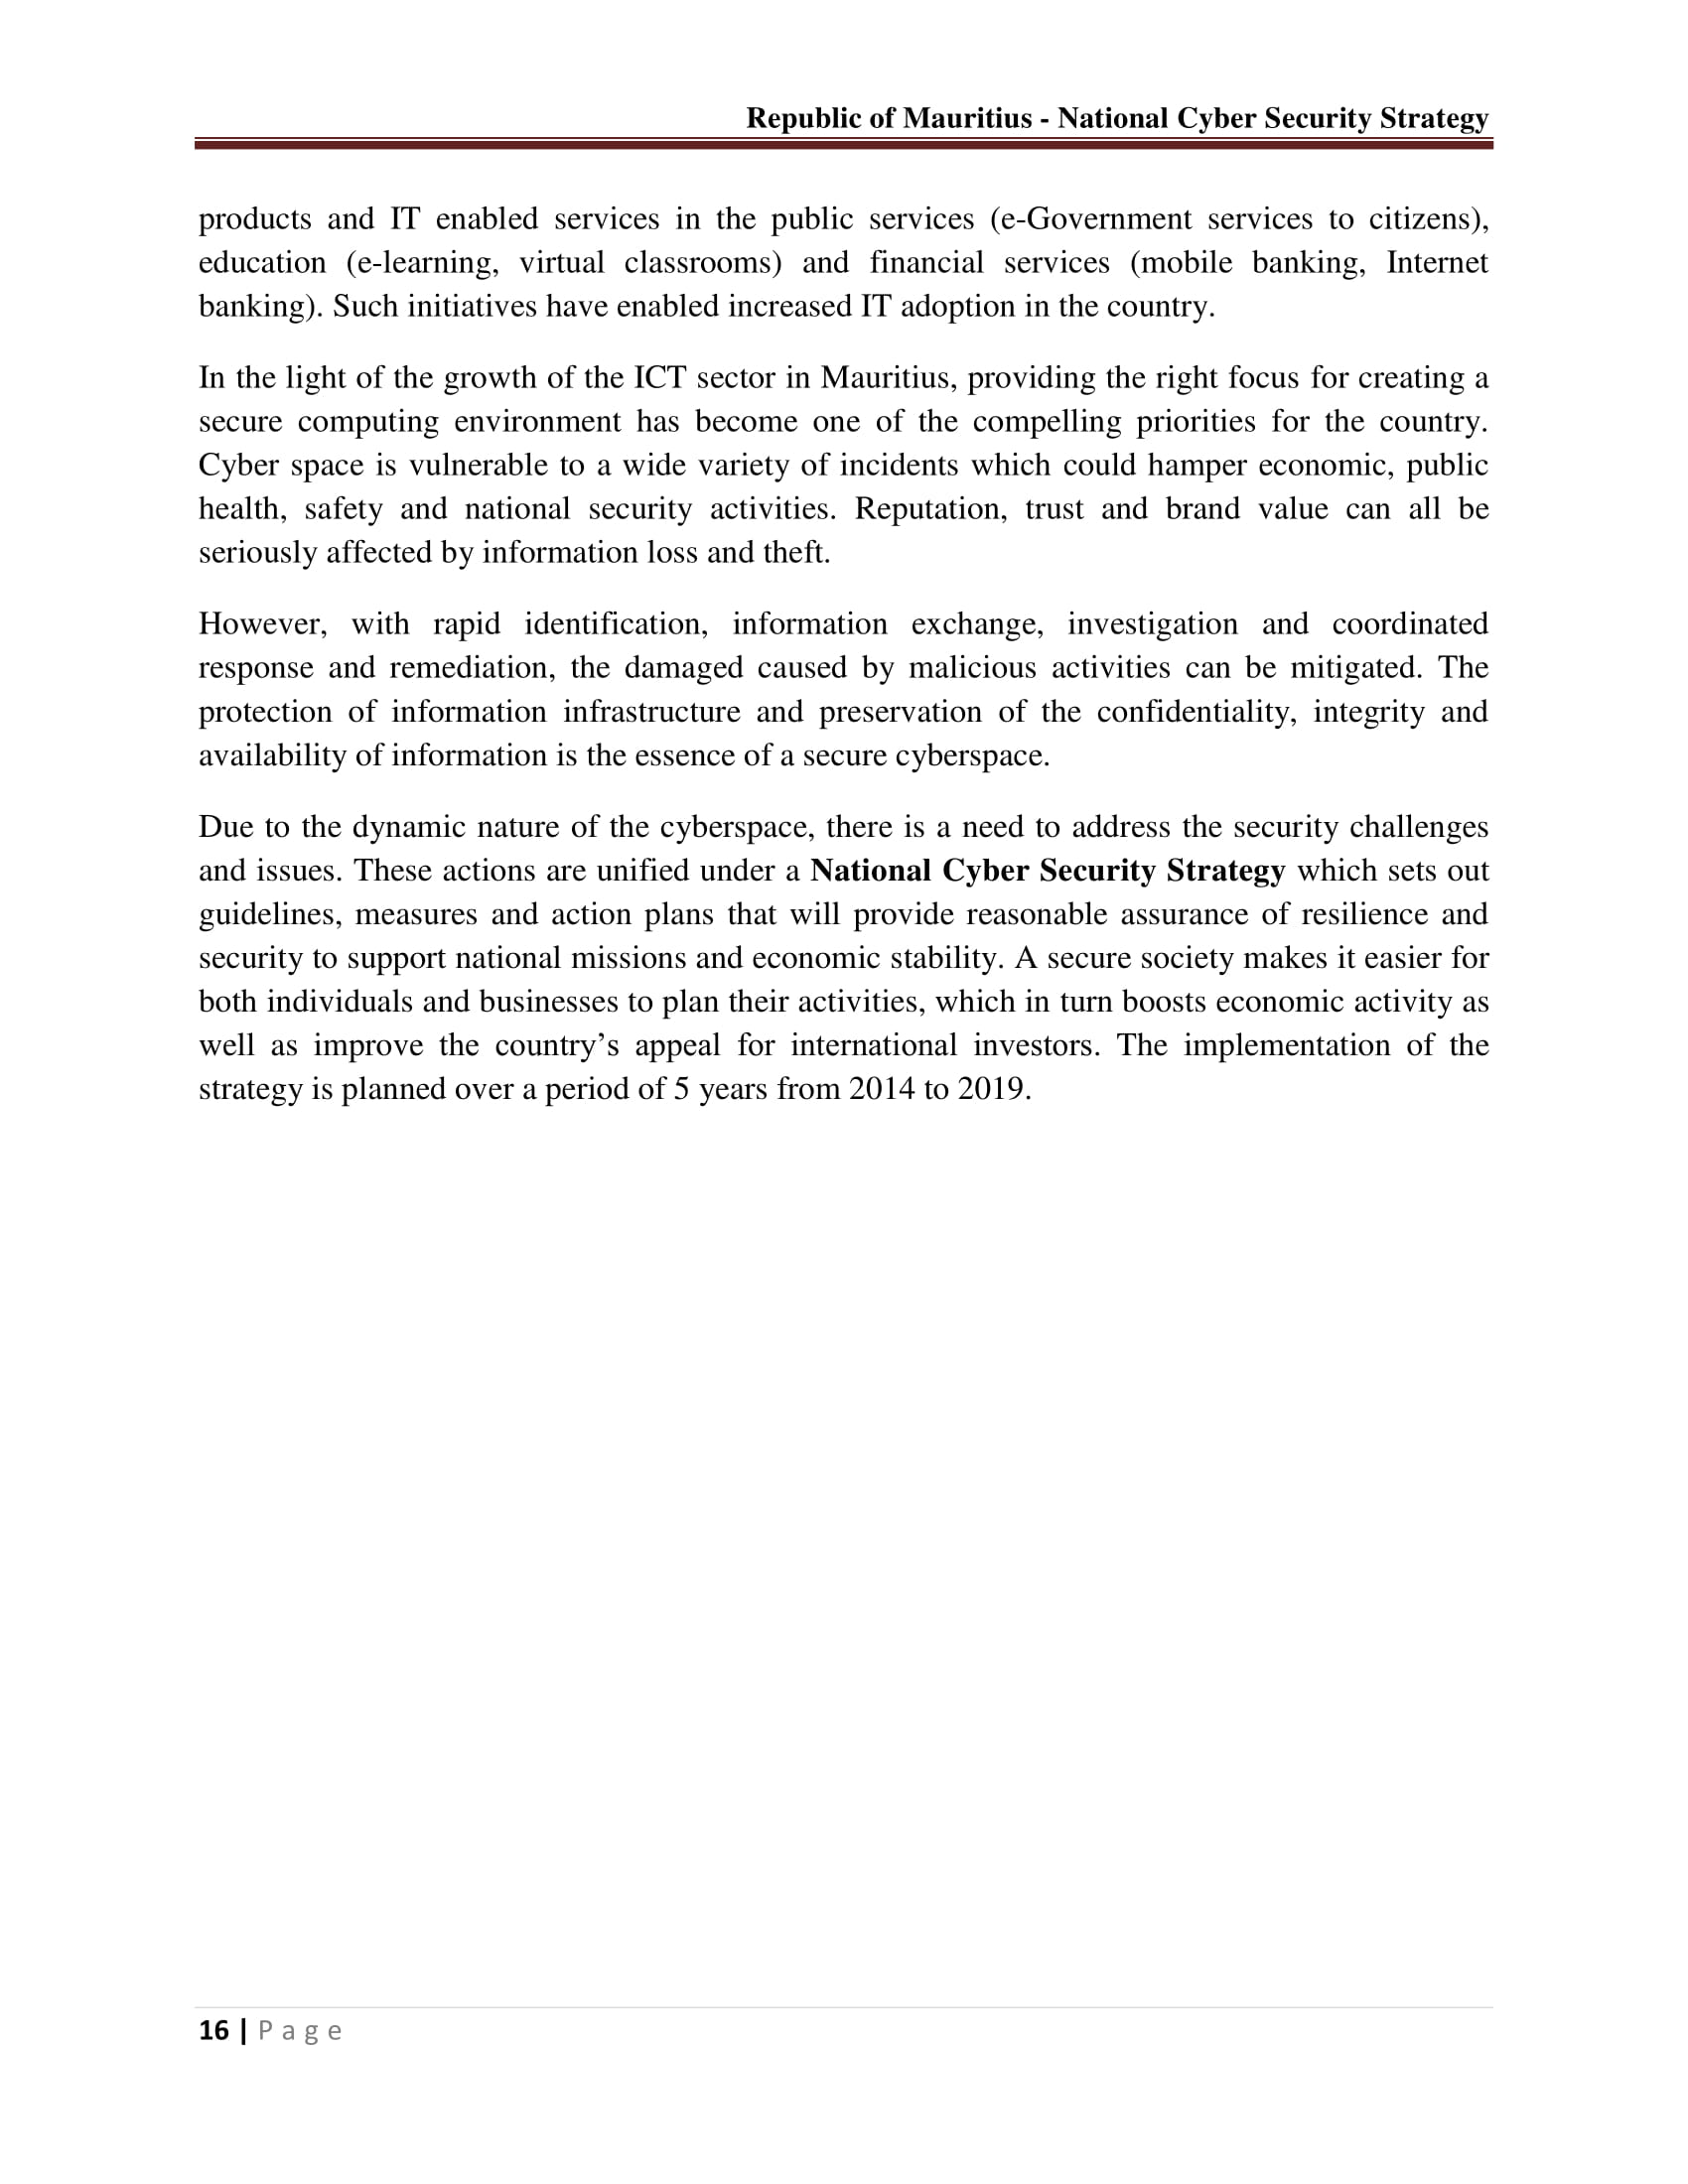 Republic of Mauritius - National Cyber Security Strategy
products and IT enabled services in the public services (e-Government services to citizens),
education (e-learning, virtual classrooms) and financial services (mobile banking, Internet
banking). Such initiatives have enabled increased IT adoption in the country.
In the light of the growth of the ICT sector in Mauritius, providing the right focus for creating a
secure computing environment has become one of the compelling priorities for the country.
Cyber space is vulnerable to a wide variety of incidents which could hamper economic, public
health, safety and national security activities. Reputation, trust and brand value can all be
seriously affected by information loss and theft.
However, with rapid identification, information exchange, investigation and coordinated
response and remediation, the damaged caused by malicious activities can be mitigated. The
protection of information infrastructure and preservation of the confidentiality, integrity and
availability of information is the essence of a secure cyberspace.
Due to the dynamic nature of the cyberspace, there is a need to address the security challenges
and issues. These actions are unified under a National Cyber Security Strategy which sets out
guidelines, measures and action plans that will provide reasonable assurance of resilience and
security to support national missions and economic stability. A secure society makes it easier for
both individuals and businesses to plan their activities, which in turn boosts economic activity as
well as improve the country’s appeal for international investors. The implementation of the
strategy is planned over a period of 5 years from 2014 to 2019.
16 | Page